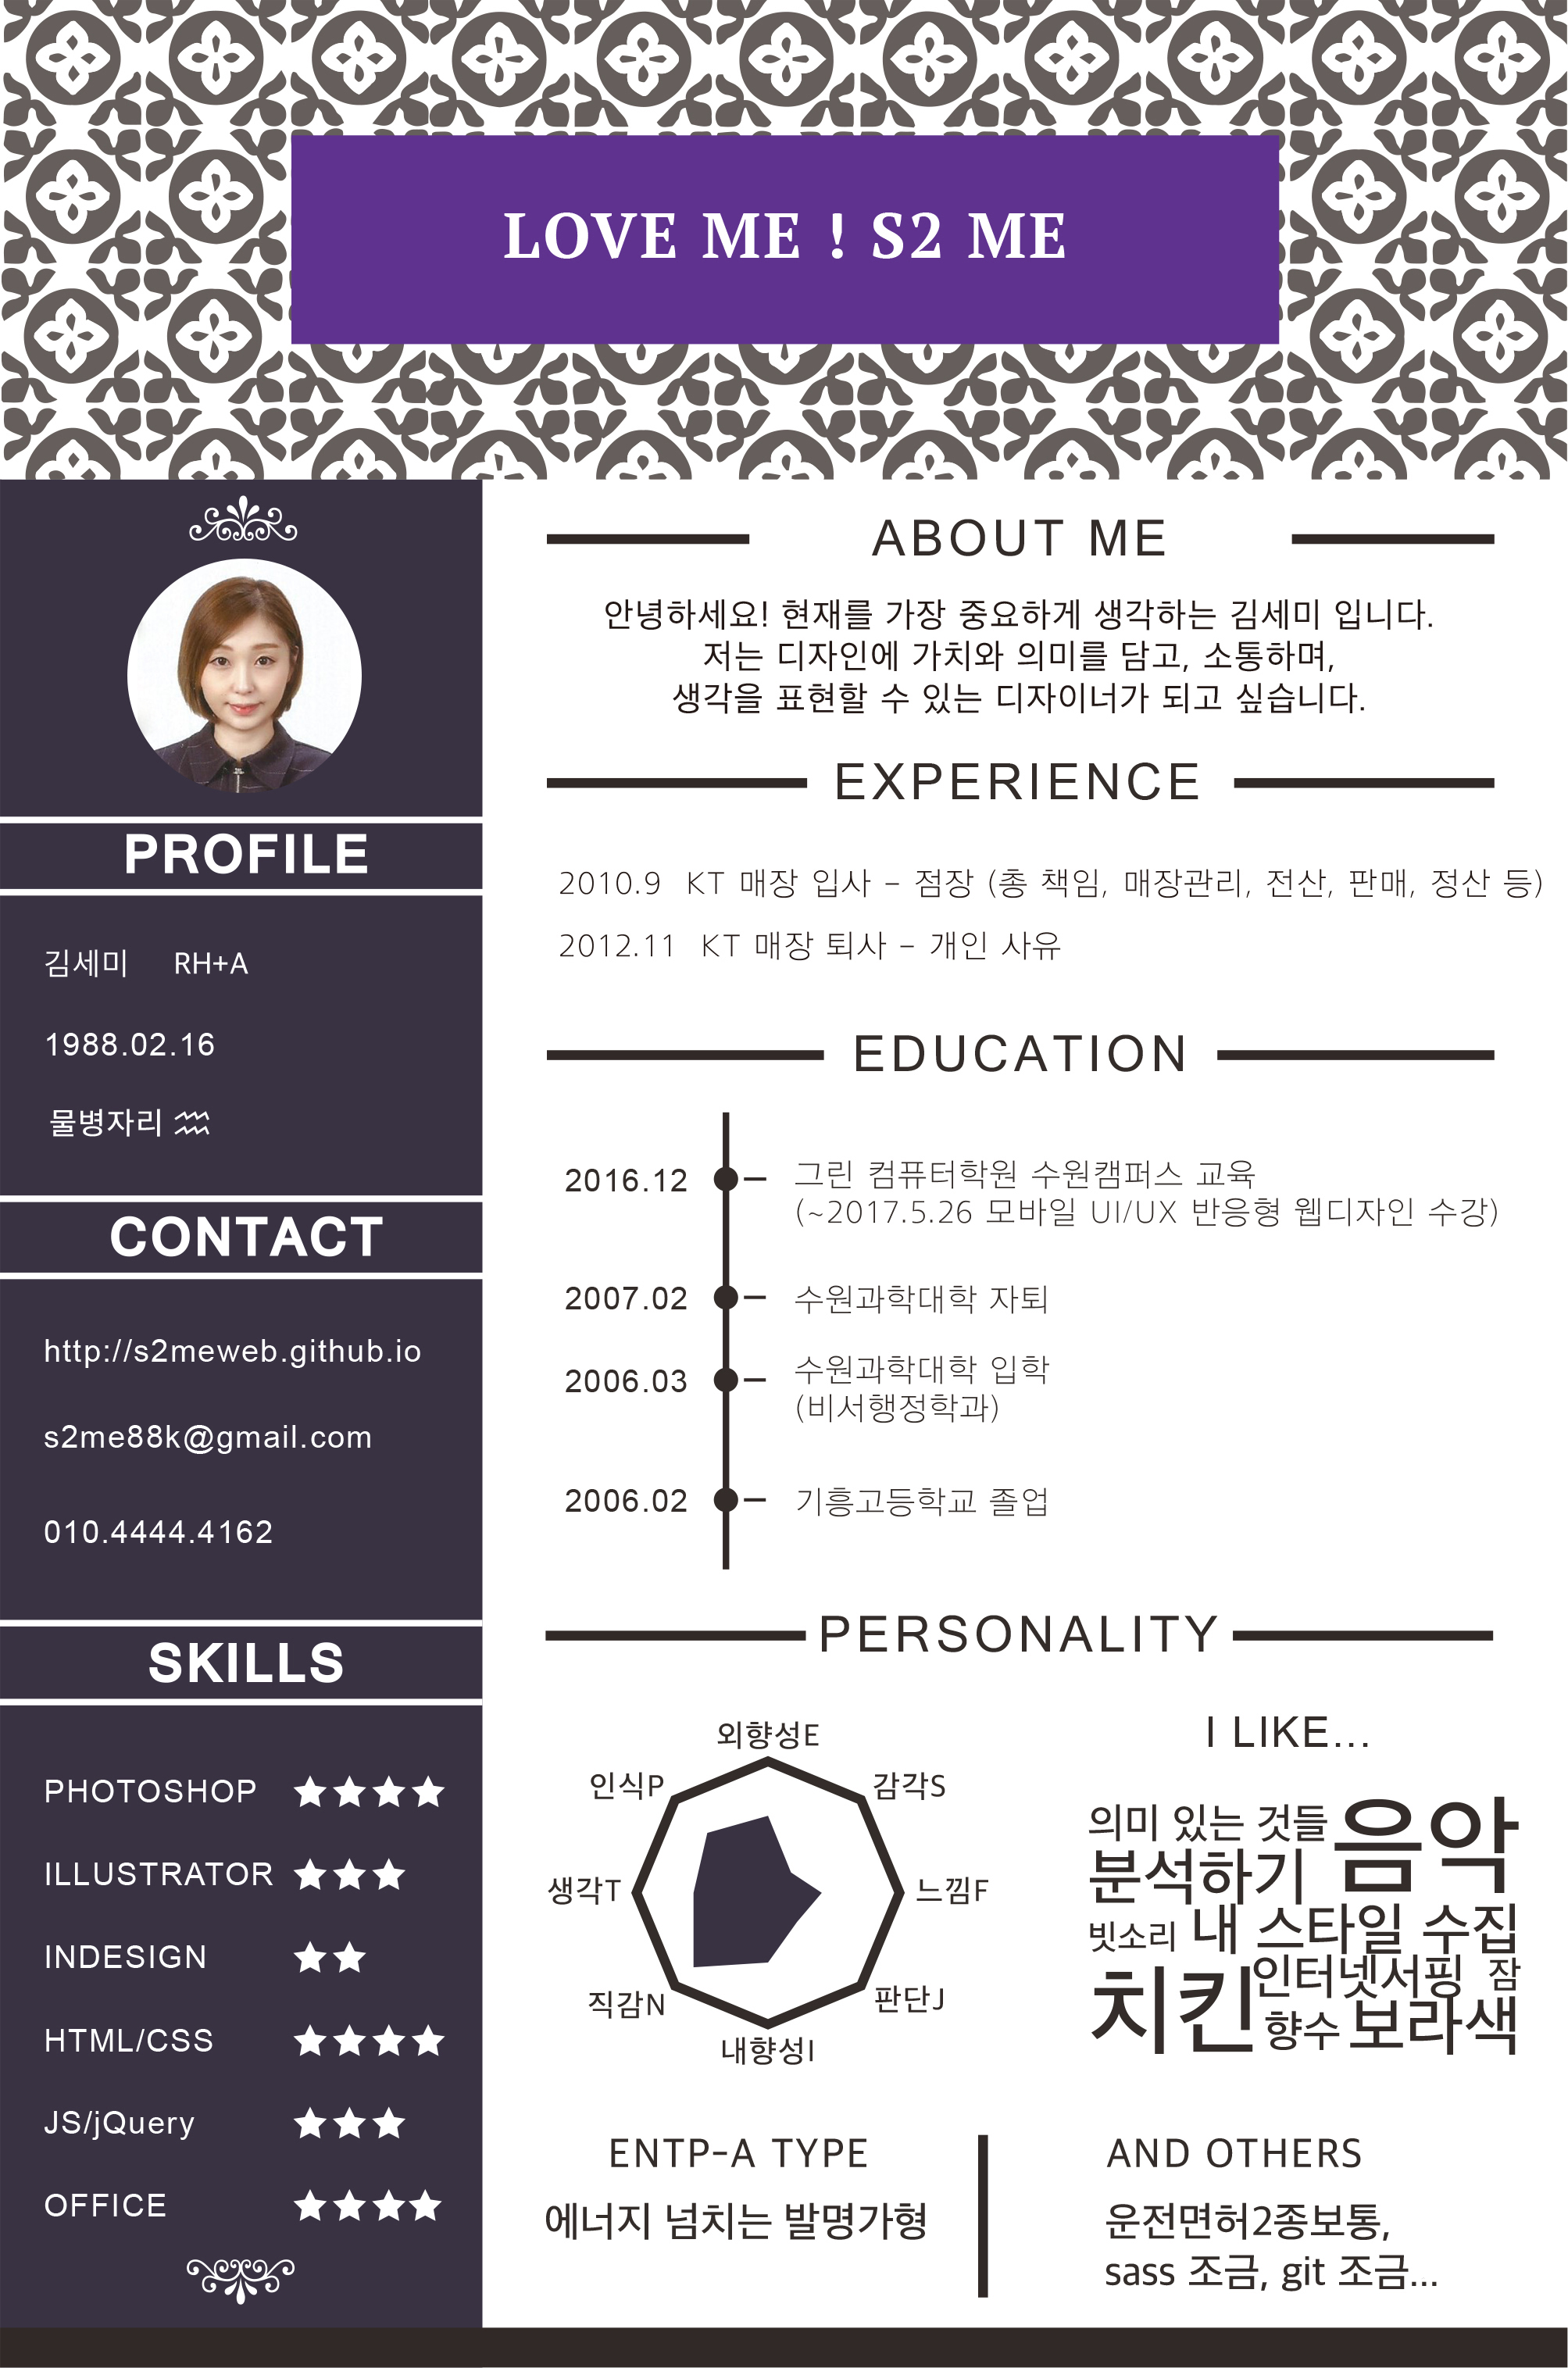 LOVE ME ! S2 ME
PROFILE
김세미 RH+A
1988.02.16
물병자리 ♒
CONTACT
http://s2meweb.github.io
s2me88k@gmail.com
010.4444.4162
SKILLS
PHOTOSHOP ★★★★
ILLUSTRATOR ★★★
INDESIGN ★★
HTML/CSS ★★★★
JS/jQuery ★★★
OFFICE ★★★★
ABOUT ME
안녕하세요! 현재를 가장 중요하게 생각하는 김세미 입니다.
저는 디자인에 가치와 의미를 담고, 소통하며,
생각을 표현할 수 있는 디자이너가 되고 싶습니다.
EXPERIENCE
2010.9 KT 매장 입사 – 점장 (총 책임, 매장관리, 전산, 판매, 정산 등)
2012.11 KT 매장 퇴사 – 개인 사유
EDUCATION
2016.12 그린 컴퓨터학원 수원캠퍼스 교육
(~2017.5.26 모바일 UI/UX 반응형 웹디자인 수강)
2007.02 수원과학대학 자퇴
2006.03 수원과학대학 입학
(비서행정학과)
2006.02 기흥고등학교 졸업
PERSONALITY
외향성E
인식P 감각S
생각T 느낌F
직감N 판단J
내향성I
I LIKE...
의미 있는 것들 음악
분석하기
빗소리 내 스타일 수집
치킨 인터넷서핑 잠
향수 보라색
ENTP-A TYPE
에너지 넘치는 발명가형
AND OTHERS
운전면허2종보통,
sass 조금, git 조금...